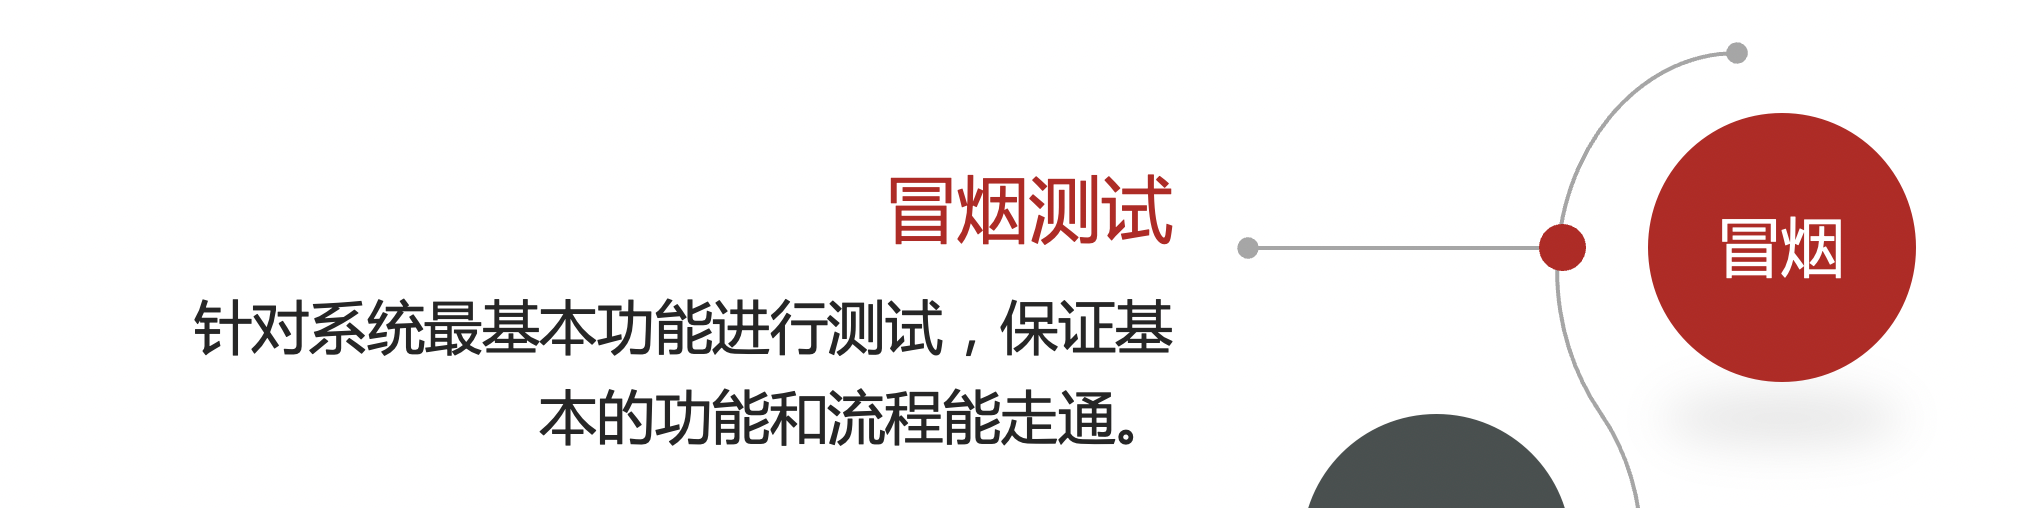 冒烟测试
冒烟
针对系统最基本功能进行测试，保证基
本的功能和流程能走通。